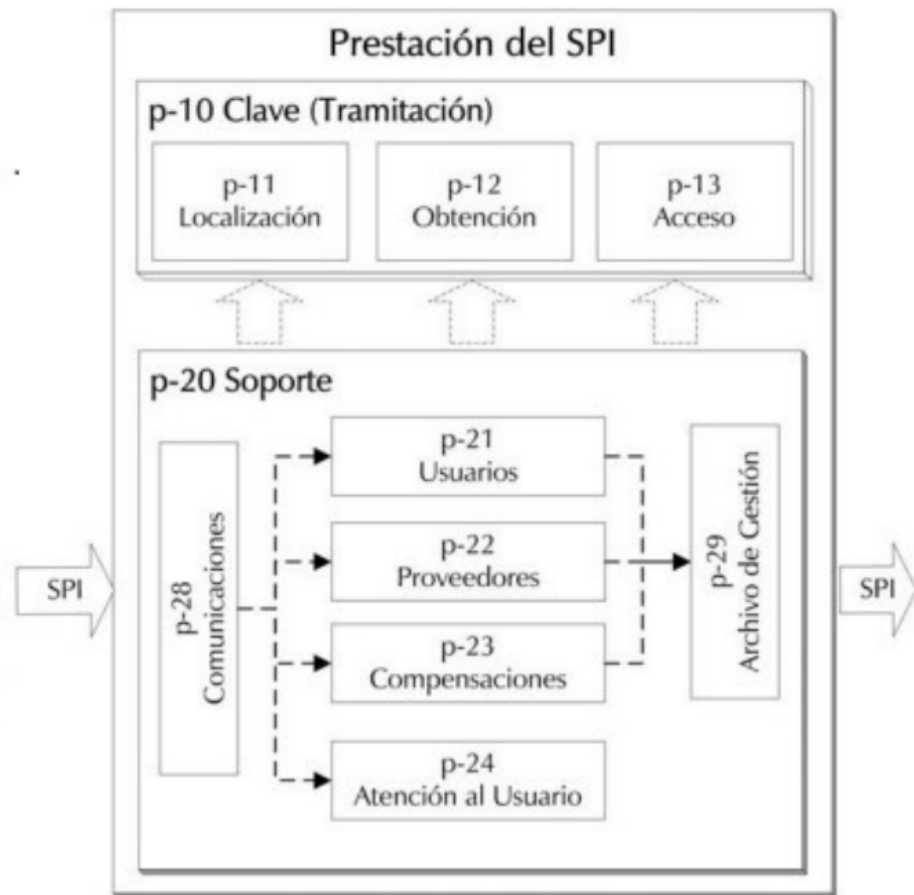 Prestación del SPI
p-10 Clave (Tramitación)
p-11
Localización
p-12
Obtención
p-13
Acceso
p-20 Soporte
SPI
p-28
Comunicaciones
p-21
Usuarios
p-22
Proveedores
p-23
Compensaciones
p-24
Atención al Usuario
p-29
Archivo de Gestión
SPI